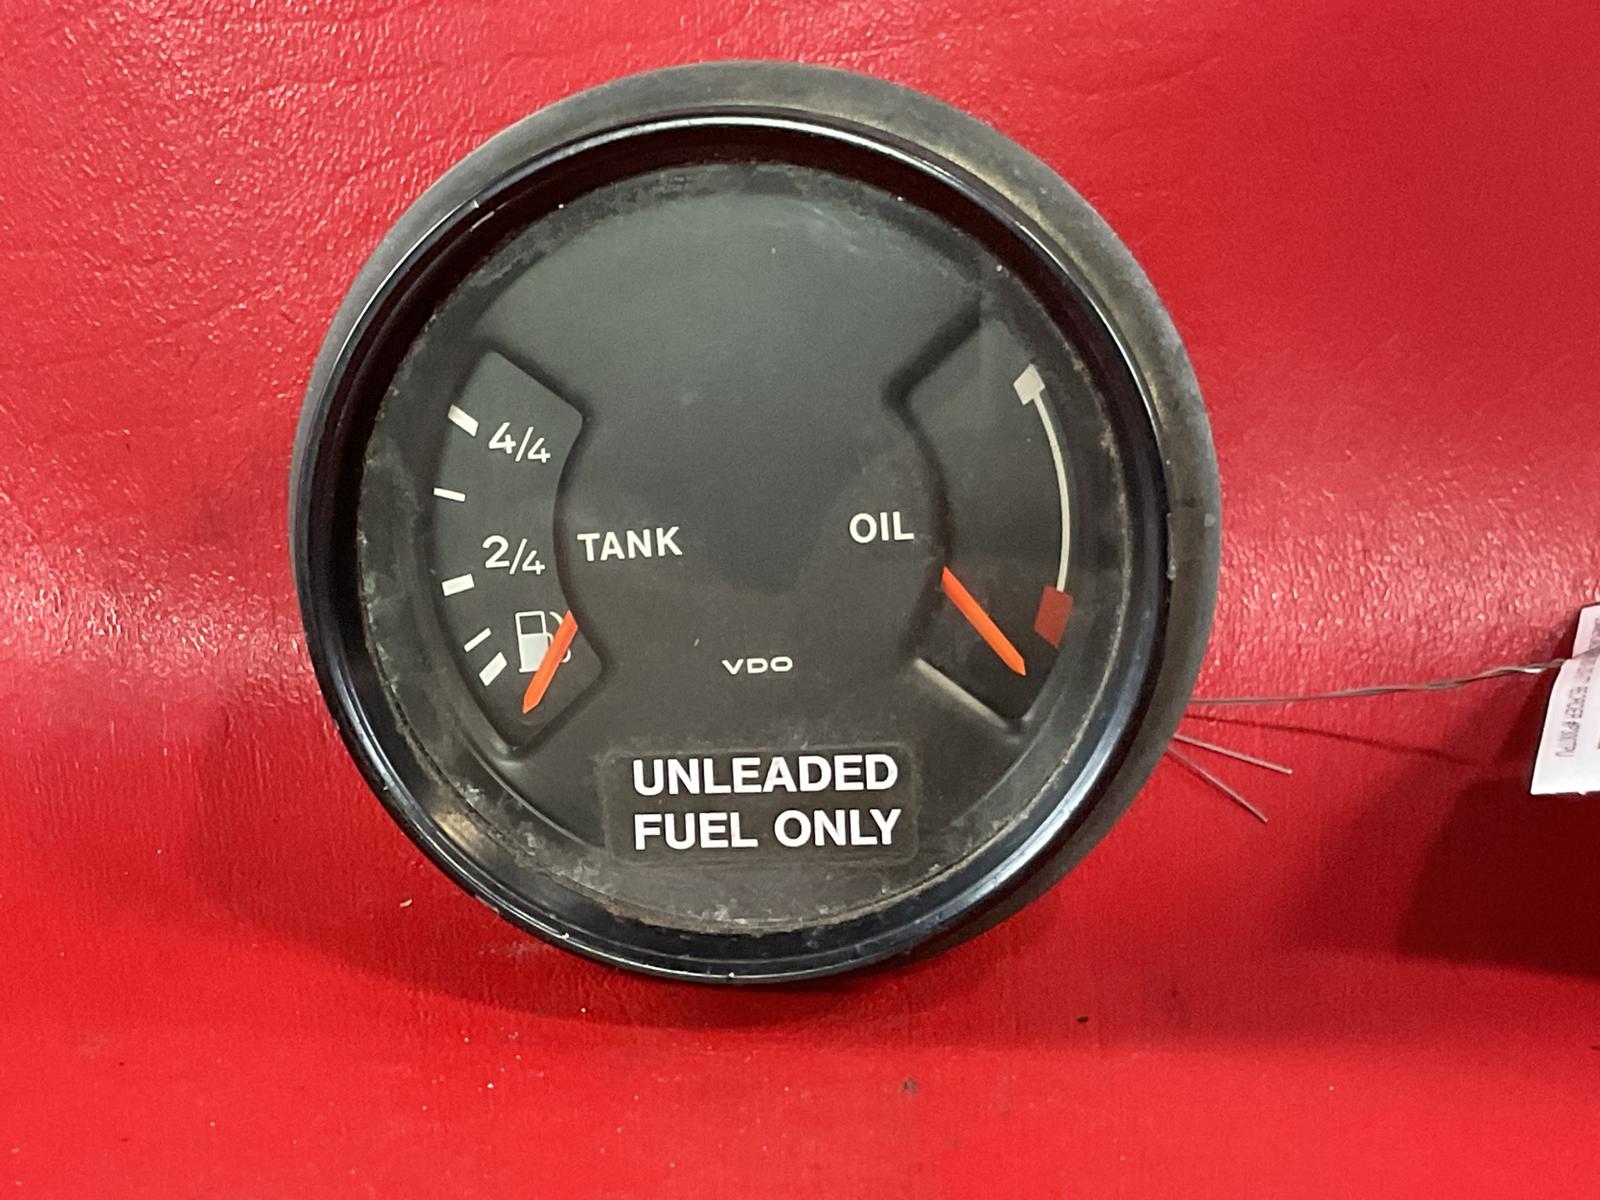 4/4
2/4
TANK
OIL
VDO
UNLEADED
FUEL ONLY